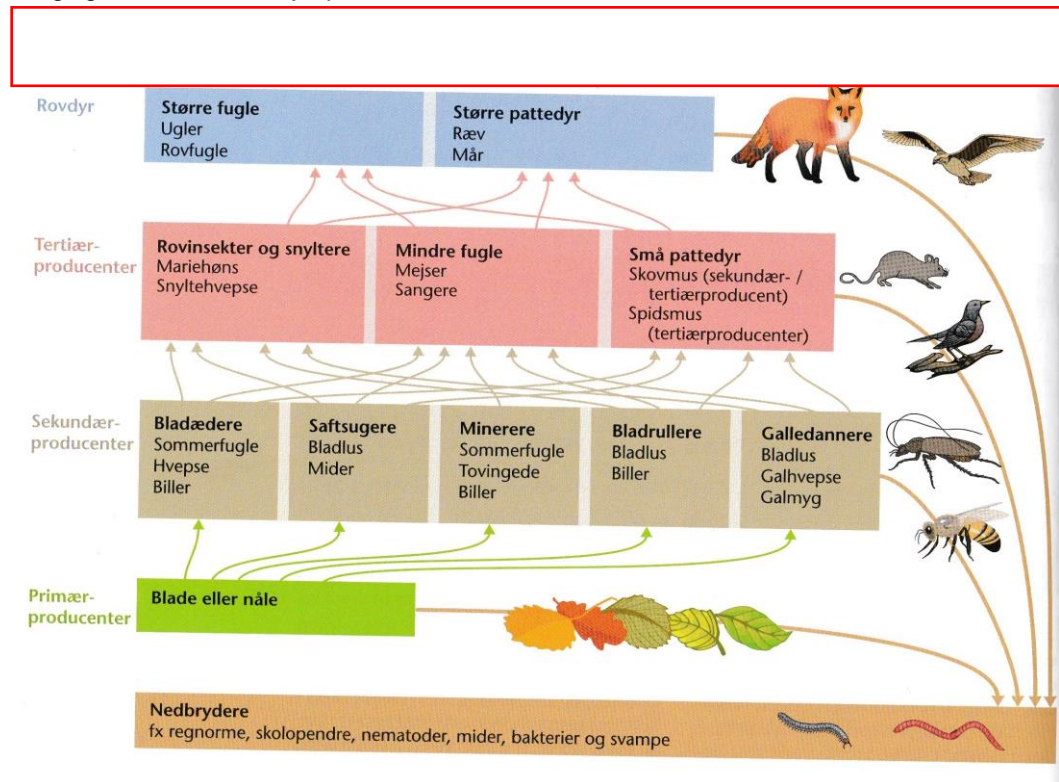 Rovdyr
Større fugle
Ugler
Rovfugle
Større pattedyr
Ræv
Mår
Tertiær-
producenter
Rovinsekter og snyltere
Mariehøns
Snyltehvepse
Mindre fugle
Mejser
Sangere
Små pattedyr
Skovmus (sekundær- /
tertiærproducent)
Spidsmus
(tertiærproducenter)
Sekundær-
producenter
Bladædere
Sommerfugle
Hvepse
Biller
Saftsugere
Bladlus
Mider
Minerere
Sommerfugle
Tovingede
Biller
Bladrullere
Bladlus
Biller
Galledannere
Bladlus
Galhvepse
Galmyg
Primær-
producenter
Blade eller nåle
Nedbrydere
fx regnorme, skolopendre, nematoder, mider, bakterier og svampe